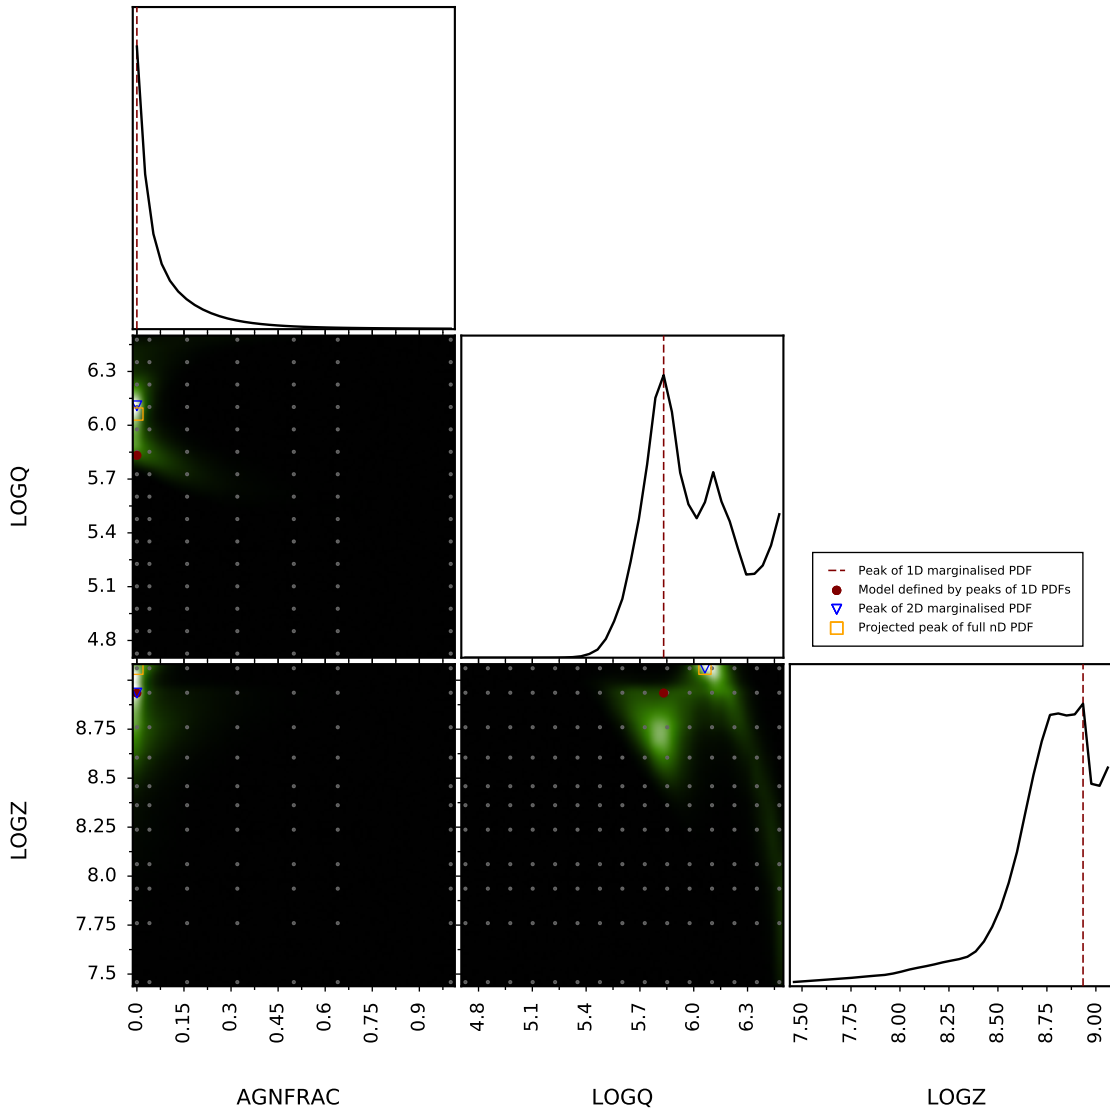 6.3
6.0
5.7
5.4
5.1
4.8
LOGQ
Peak of 1D marginalised PDF
Model defined by peaks of 1D PDFs
Peak of 2D marginalised PDF
Projected peak of full nD PDF
8.75
8.5
8.25
8.0
7.75
7.5
LOGZ
0.0 0.15 0.3 0.45 0.6 0.75 0.9
4.8 5.1 5.4 5.7 6.0 6.3
7.50 7.75 8.00 8.25 8.50 8.75 9.00
AGNFRAC LOGQ LOGZ